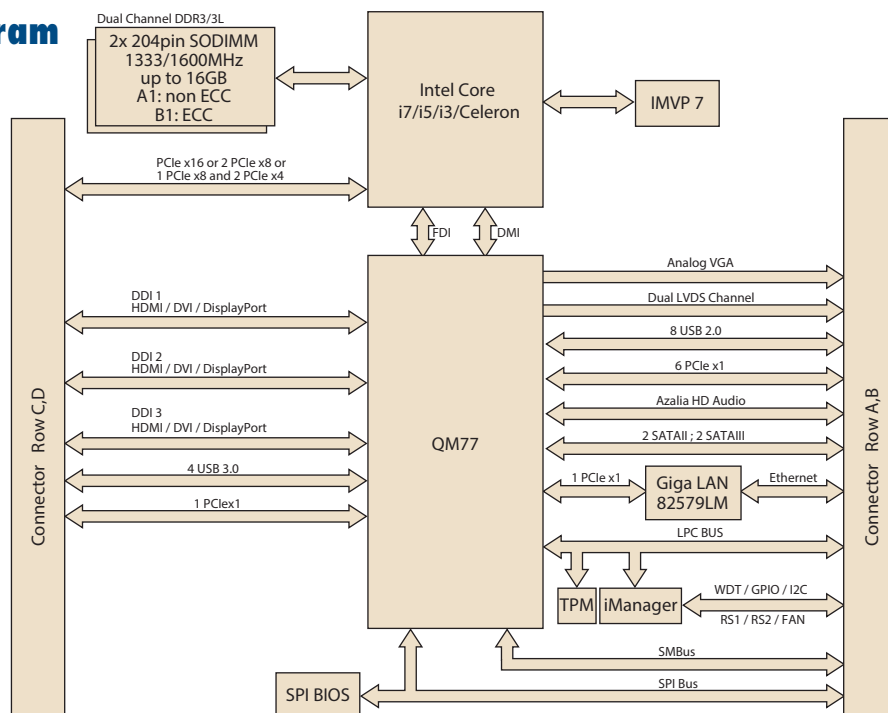 ram
Dual Channel DDR3/3L
2x 204pin SODIMM
1333/1600MHz
up to 16GB
A1: non ECC
B1: ECC
Intel Core
i7/i5/i3/Celeron
IMVP 7
PCIe x16 or 2 PCIe x8 or
1 PCIe x8 and 2 PCIe x4
FDI
DMI
Connector Row C,D
DDI 1
HDMI / DVI / DisplayPort
DDI 2
HDMI / DVI / DisplayPort
DDI 3
HDMI / DVI / DisplayPort
4 USB 3.0
1 PCIex1
QM77
Analog VGA
Dual LVDS Channel
8 USB 2.0
6 PCIe x1
Azalia HD Audio
2 SATAII ; 2 SATAIII
1 PCIe x1
Giga LAN
82579LM
Ethernet
LPC BUS
TPM
iManager
WDT / GPIO / I2C
RS1 / RS2 / FAN
SMBus
SPI Bus
SPI BIOS
Connector Row A,B